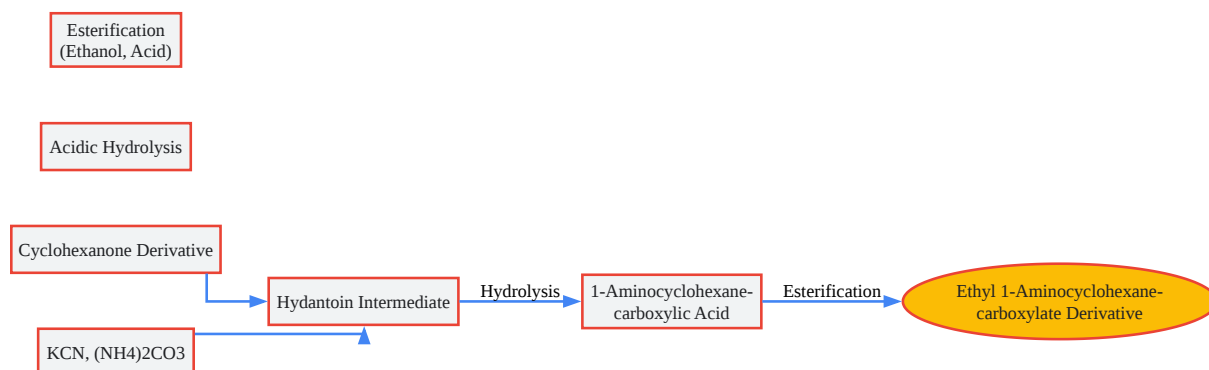 Esterification
(Ethanol, Acid)
Acidic Hydrolysis
Cyclohexanone Derivative
Hydantoin Intermediate
Hydrolysis
1-Aminocyclohexane-
carboxylic Acid
Esterification
Ethyl 1-Aminocyclohexane-
carboxylate Derivative
KCN, (NH4)2CO3